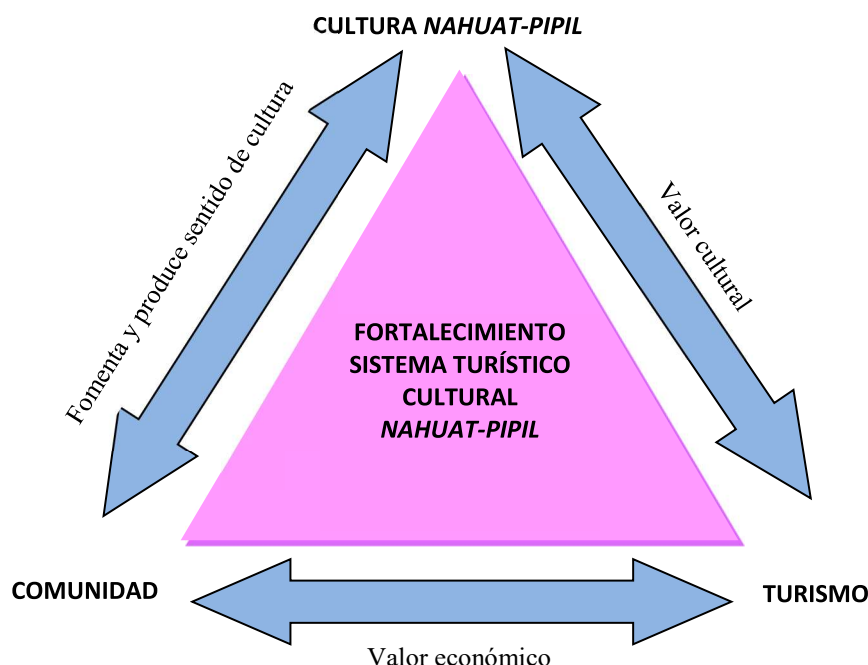 CULTURA NAHUAT-PIPIL
Fomenta y produce sentido de cultura
Valor cultural
FORTALECIMIENTO
SISTEMA TURÍSTICO
CULTURAL
NAHUAT-PIPIL
COMUNIDAD
TURISMO
Valor económico